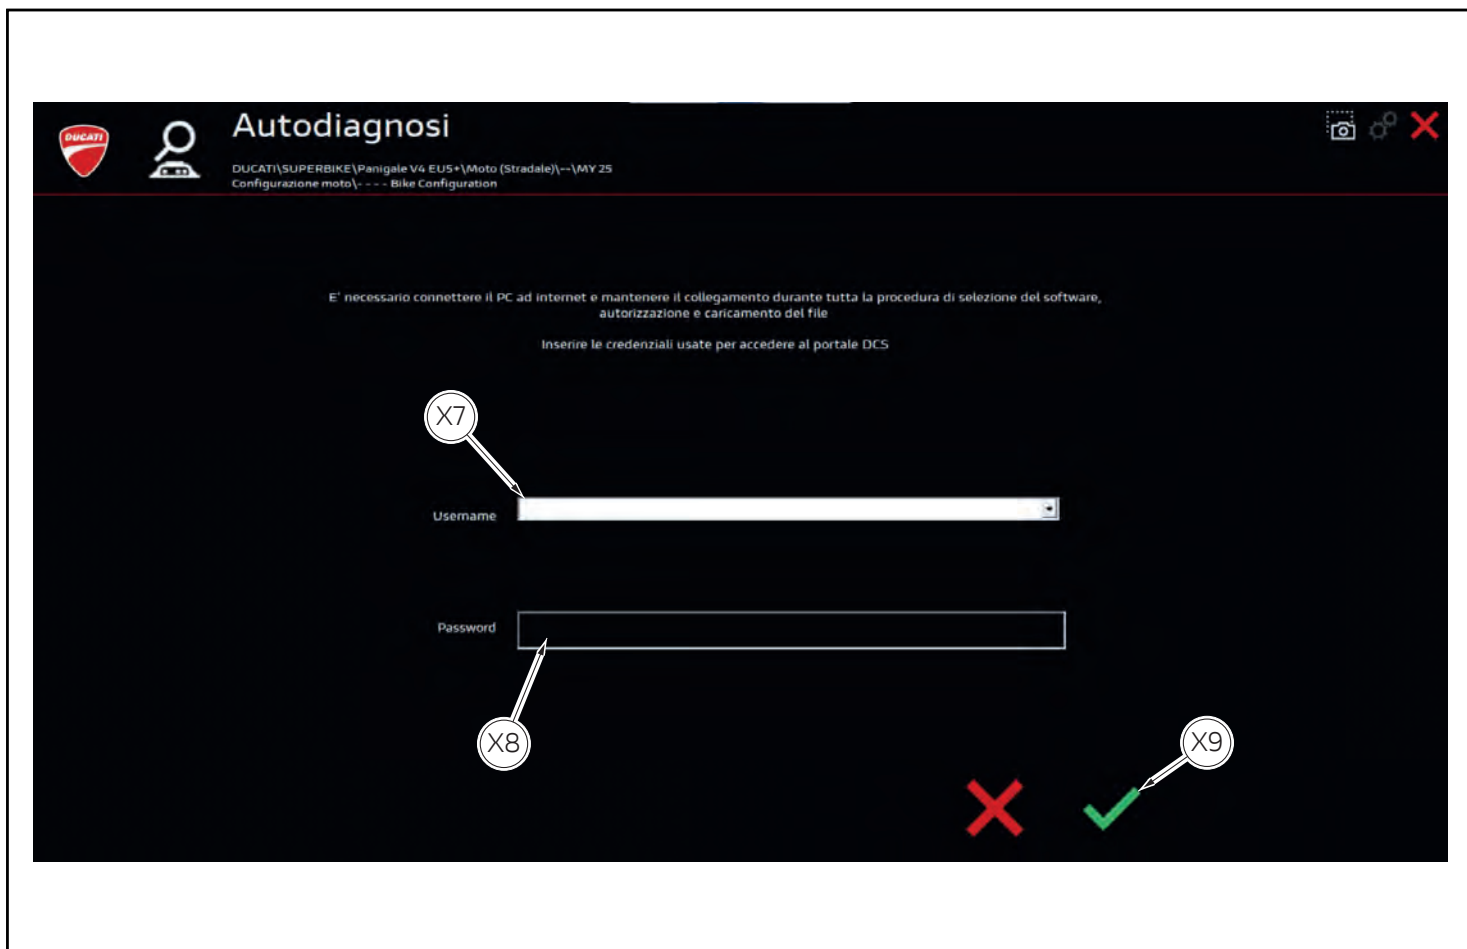 DUCATI
Autodiagnosi
DUCATI\SUPERBIKE\Panigale V4 EU5+\Moto (Stradale)\--\MY 25
Configurazione moto\- - - - Bike Configuration
E' necessario connettere il PC ad internet e mantenere il collegamento durante tutta la procedura di selezione del software,
autorizzazione e caricamento del file
Inserire le credenziali usate per accedere al portale DCS
X7
Username
Password
X8
X9